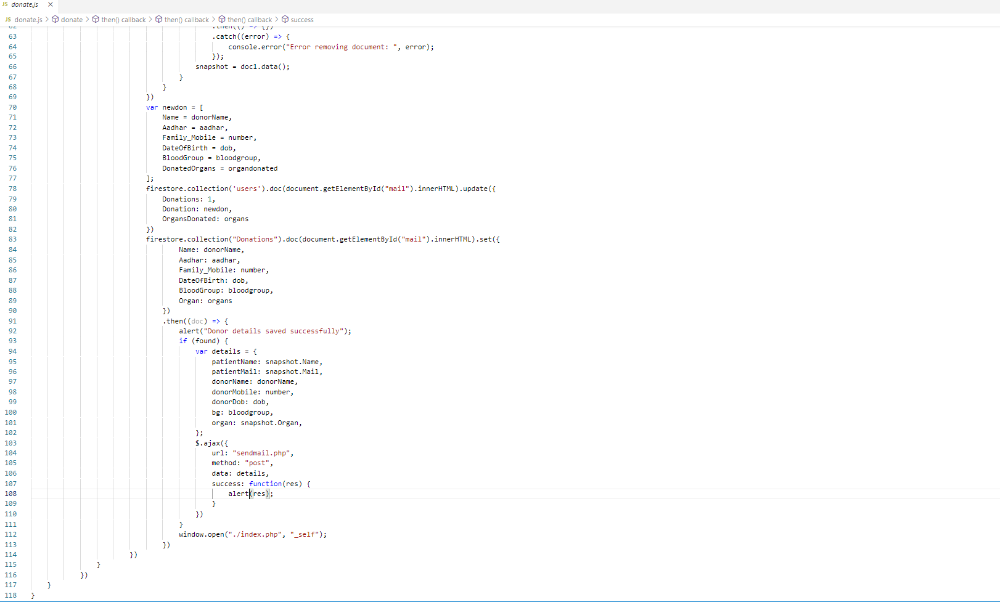 JS donate.js ×
JS donate.js > donate > then() callback > then() callback > then() callback > success
62 .then(() => {})
63 .catch((error) => {
64 console.error("Error removing document: ", error);
65 });
66 snapshot = doc1.data();
67 }
68 }
69 })
70 var newdon = [
71 Name = donorName,
72 Aadhar = aadhar,
73 Family_Mobile = number,
74 DateOfBirth = dob,
75 BloodGroup = bloodgroup,
76 DonatedOrgans = organdonated
77 ];
78 firestore.collection('users').doc(document.getElementById("mail").innerHTML).update({
79 Donations: 1,
80 Donation: newdon,
81 OrgansDonated: organs
82 })
83 firestore.collection("Donations").doc(document.getElementById("mail").innerHTML).set({
84 Name: donorName,
85 Aadhar: aadhar,
86 Family_Mobile: number,
87 DateOfBirth: dob,
88 BloodGroup: bloodgroup,
89 Organ: organs
90 })
91 .then((doc) => {
92 alert("Donor details saved successfully");
93 if (found) {
94 var details = {
95 patientName: snapshot.Name,
96 patientMail: snapshot.Mail,
97 donorName: donorName,
98 donorMobile: number,
99 donorDob: dob,
100 bg: bloodgroup,
101 organ: snapshot.Organ,
102 };
103 $.ajax({
104 url: "sendmail.php",
105 method: "post",
106 data: details,
107 success: function(res) {
108 alert(res);
109 }
110 })
111 }
112 window.open("./index.php", "_self");
113 })
114 })
115 }
116 })
117 }
118 }